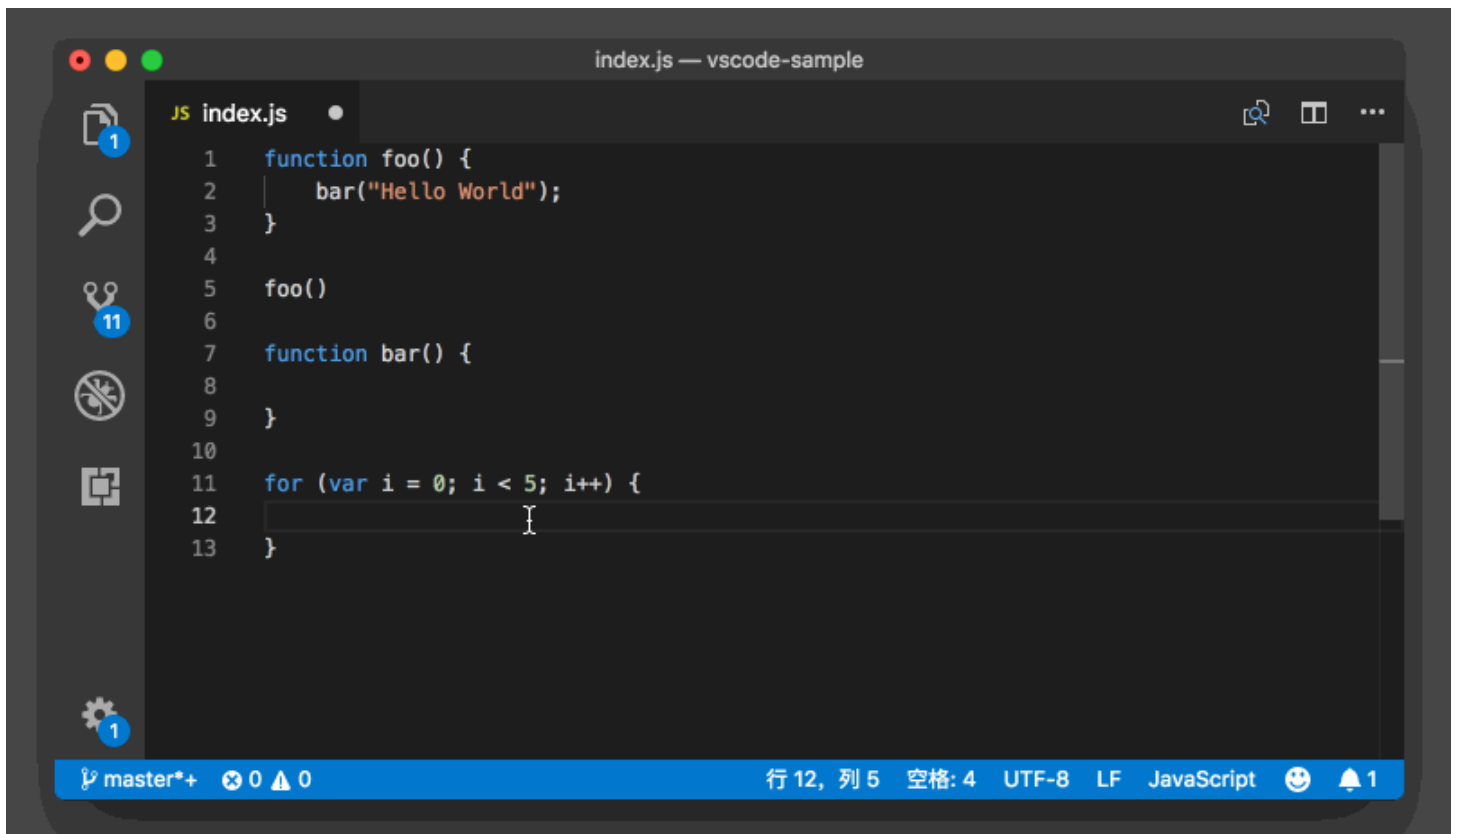 index.js — vscode-sample
JS index.js
1
1 function foo() {
2     bar("Hello World");
3 }
4
5 foo()
6
11
7 function bar() {
8
9 }
10
11 for (var i = 0; i < 5; i++) {
12
13 }
1
master*+ 0 0 行 12，列 5 空格: 4 UTF-8 LF JavaScript 1